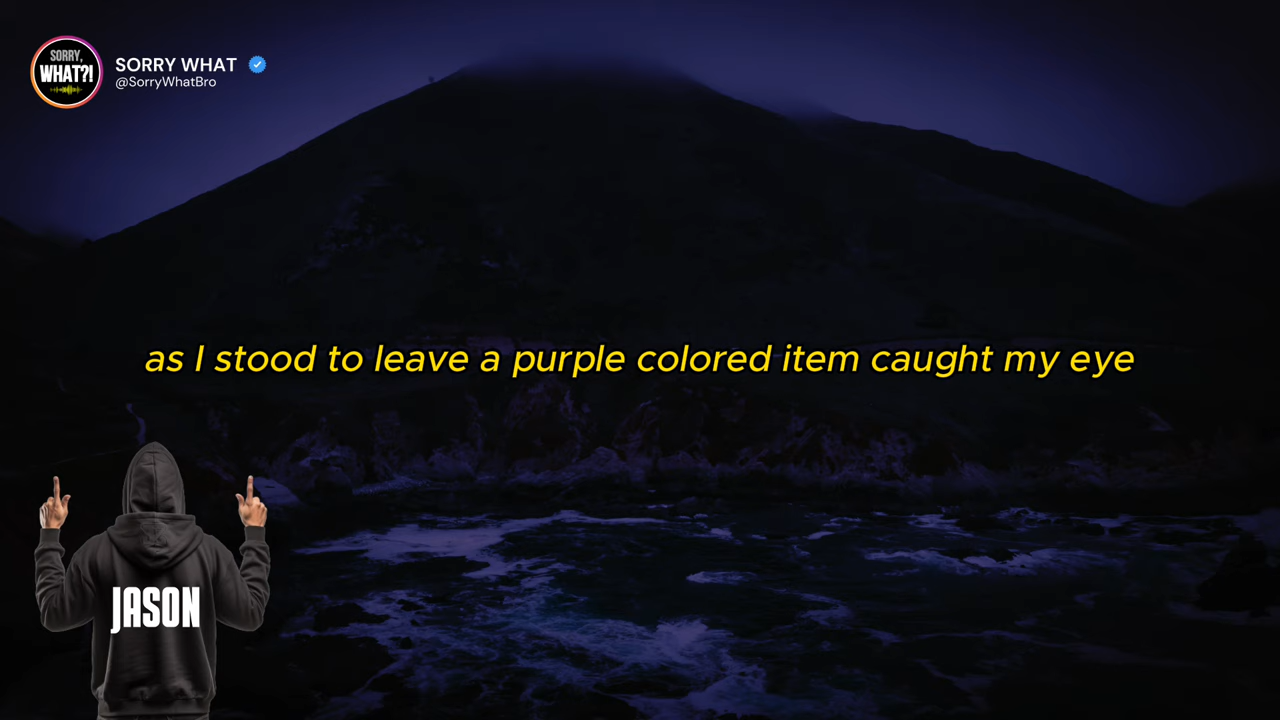 SORRY,
WHAT?!
SORRY WHAT
@SorryWhatBro
as I stood to leave a purple colored item caught my eye
JASON